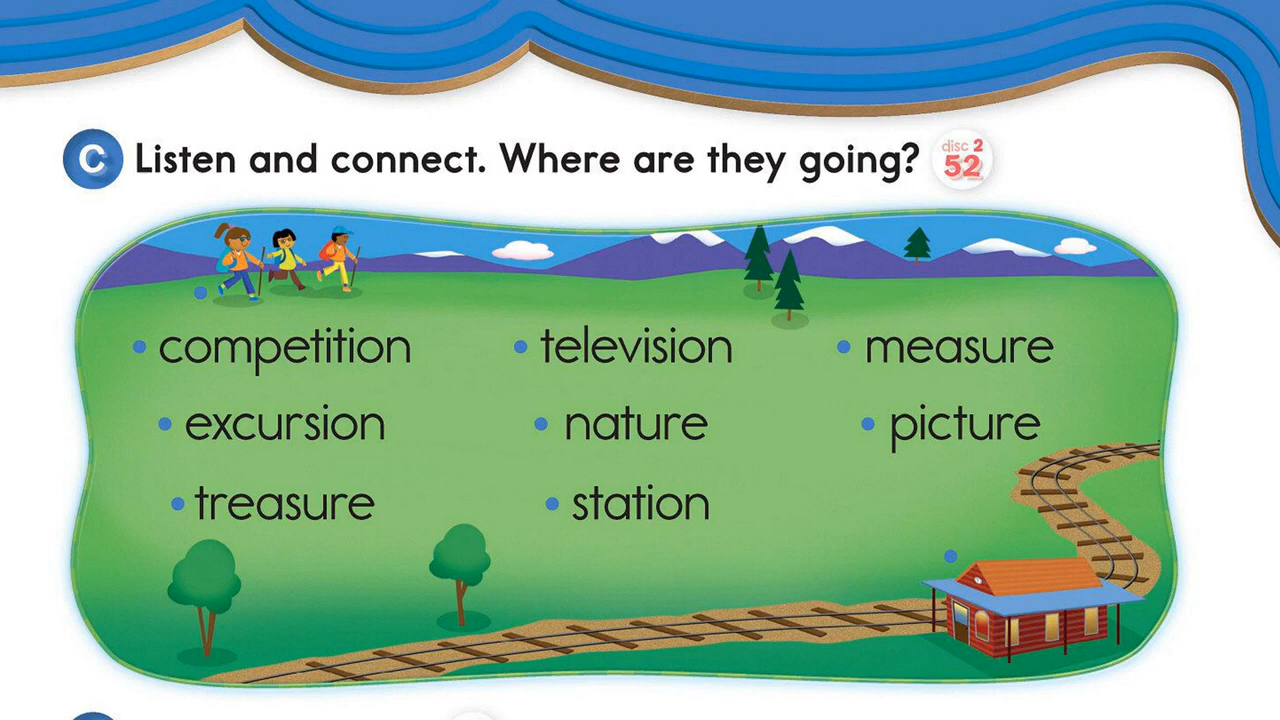 C Listen and connect. Where are they going? disc 2 52
competition television measure
excursion nature picture
treasure station